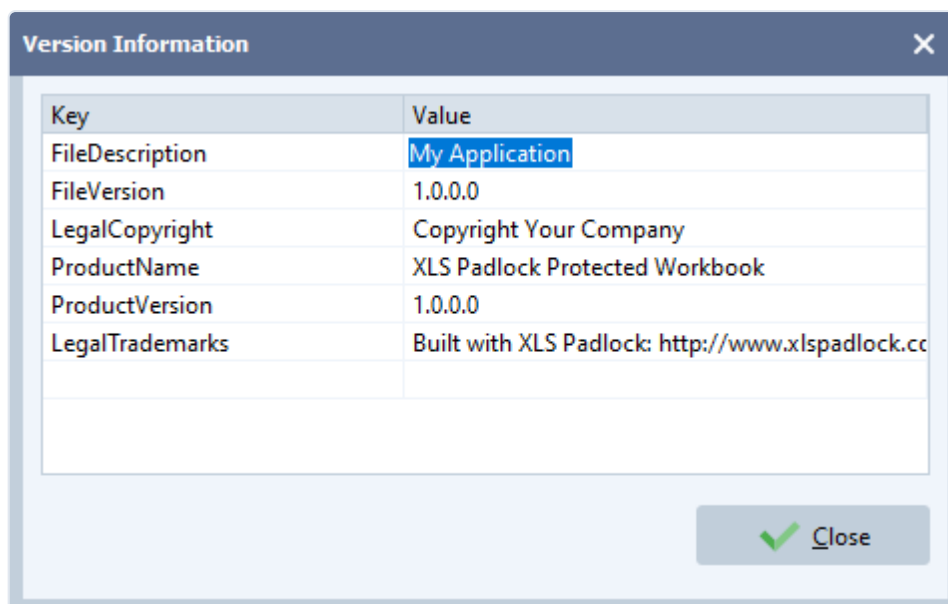 Version Information
Key Value
FileDescription My Application
FileVersion 1.0.0.0
LegalCopyright Copyright Your Company
ProductName XLS Padlock Protected Workbook
ProductVersion 1.0.0.0
LegalTrademarks Built with XLS Padlock: http://www.xlspadlock.cc
Close